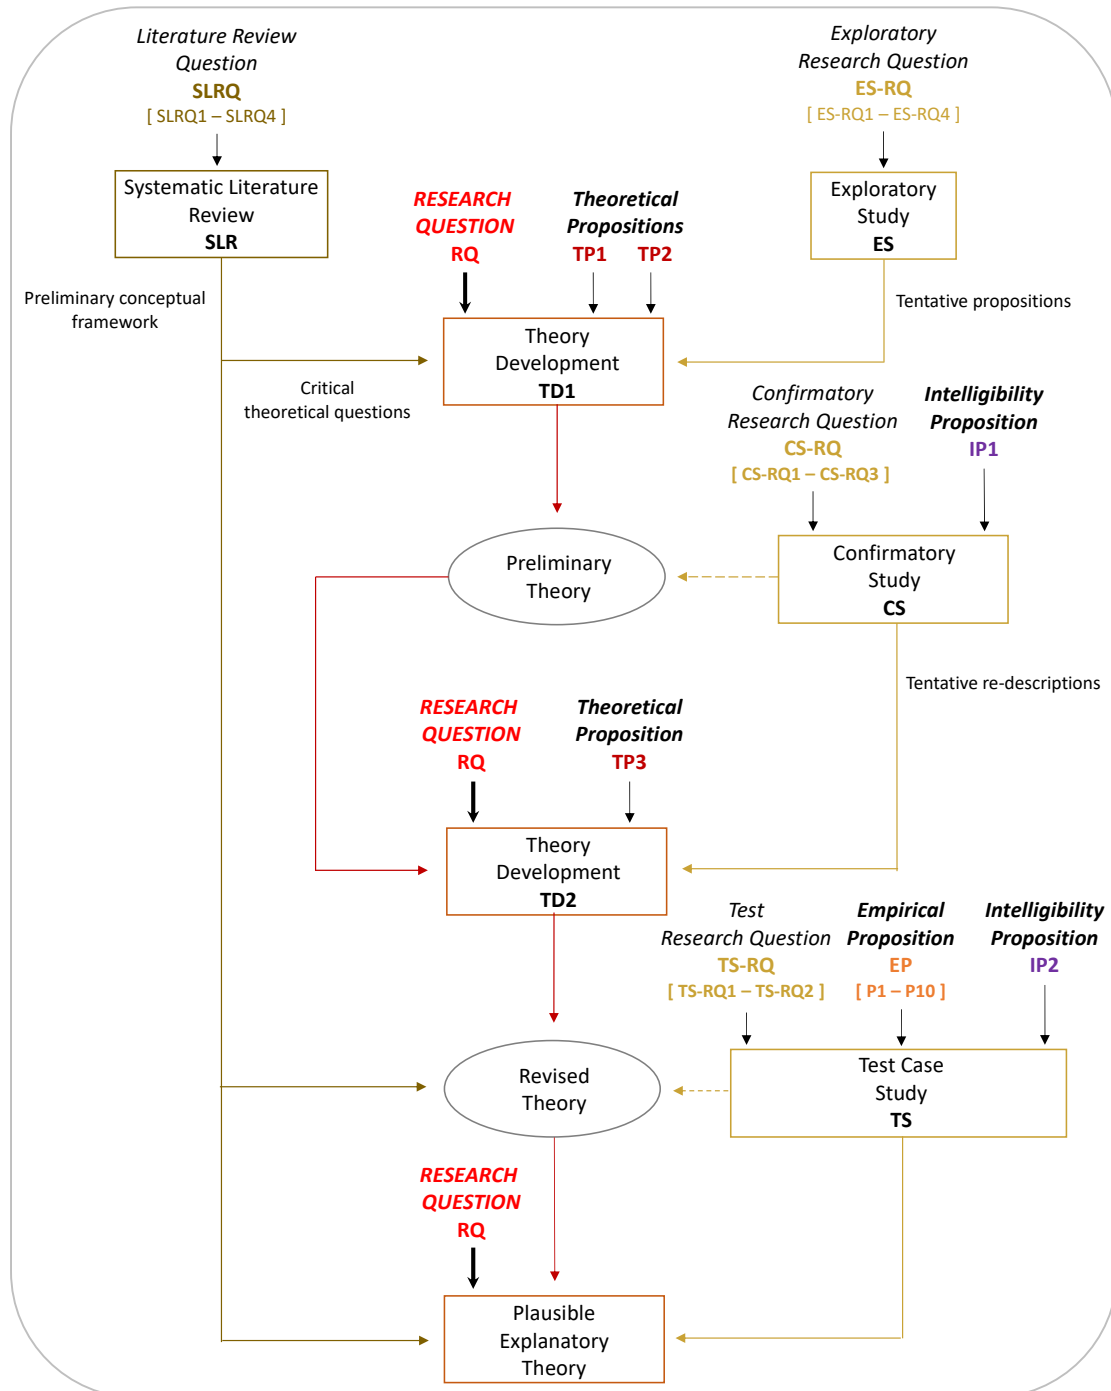 Literature Review
Question
SLRQ
[ SLRQ1 – SLRQ4 ]
Exploratory
Research Question
ES-RQ
[ ES-RQ1 – ES-RQ4 ]
Systematic Literature
Review
SLR
Exploratory
Study
ES
RESEARCH
QUESTION
RQ
Theoretical
Propositions
TP1 TP2
Preliminary conceptual
framework
Tentative propositions
Theory
Development
TD1
Critical
theoretical questions
Confirmatory
Research Question
CS-RQ
[ CS-RQ1 – CS-RQ3 ]
Intelligibility
Proposition
IP1
Preliminary
Theory
Confirmatory
Study
CS
Tentative re-descriptions
RESEARCH
QUESTION
RQ
Theoretical
Proposition
TP3
Theory
Development
TD2
Test
Research Question
TS-RQ
[ TS-RQ1 – TS-RQ2 ]
Empirical
Proposition
EP
[ P1 – P10 ]
Intelligibility
Proposition
IP2
Revised
Theory
Test Case
Study
TS
RESEARCH
QUESTION
RQ
Plausible
Explanatory
Theory